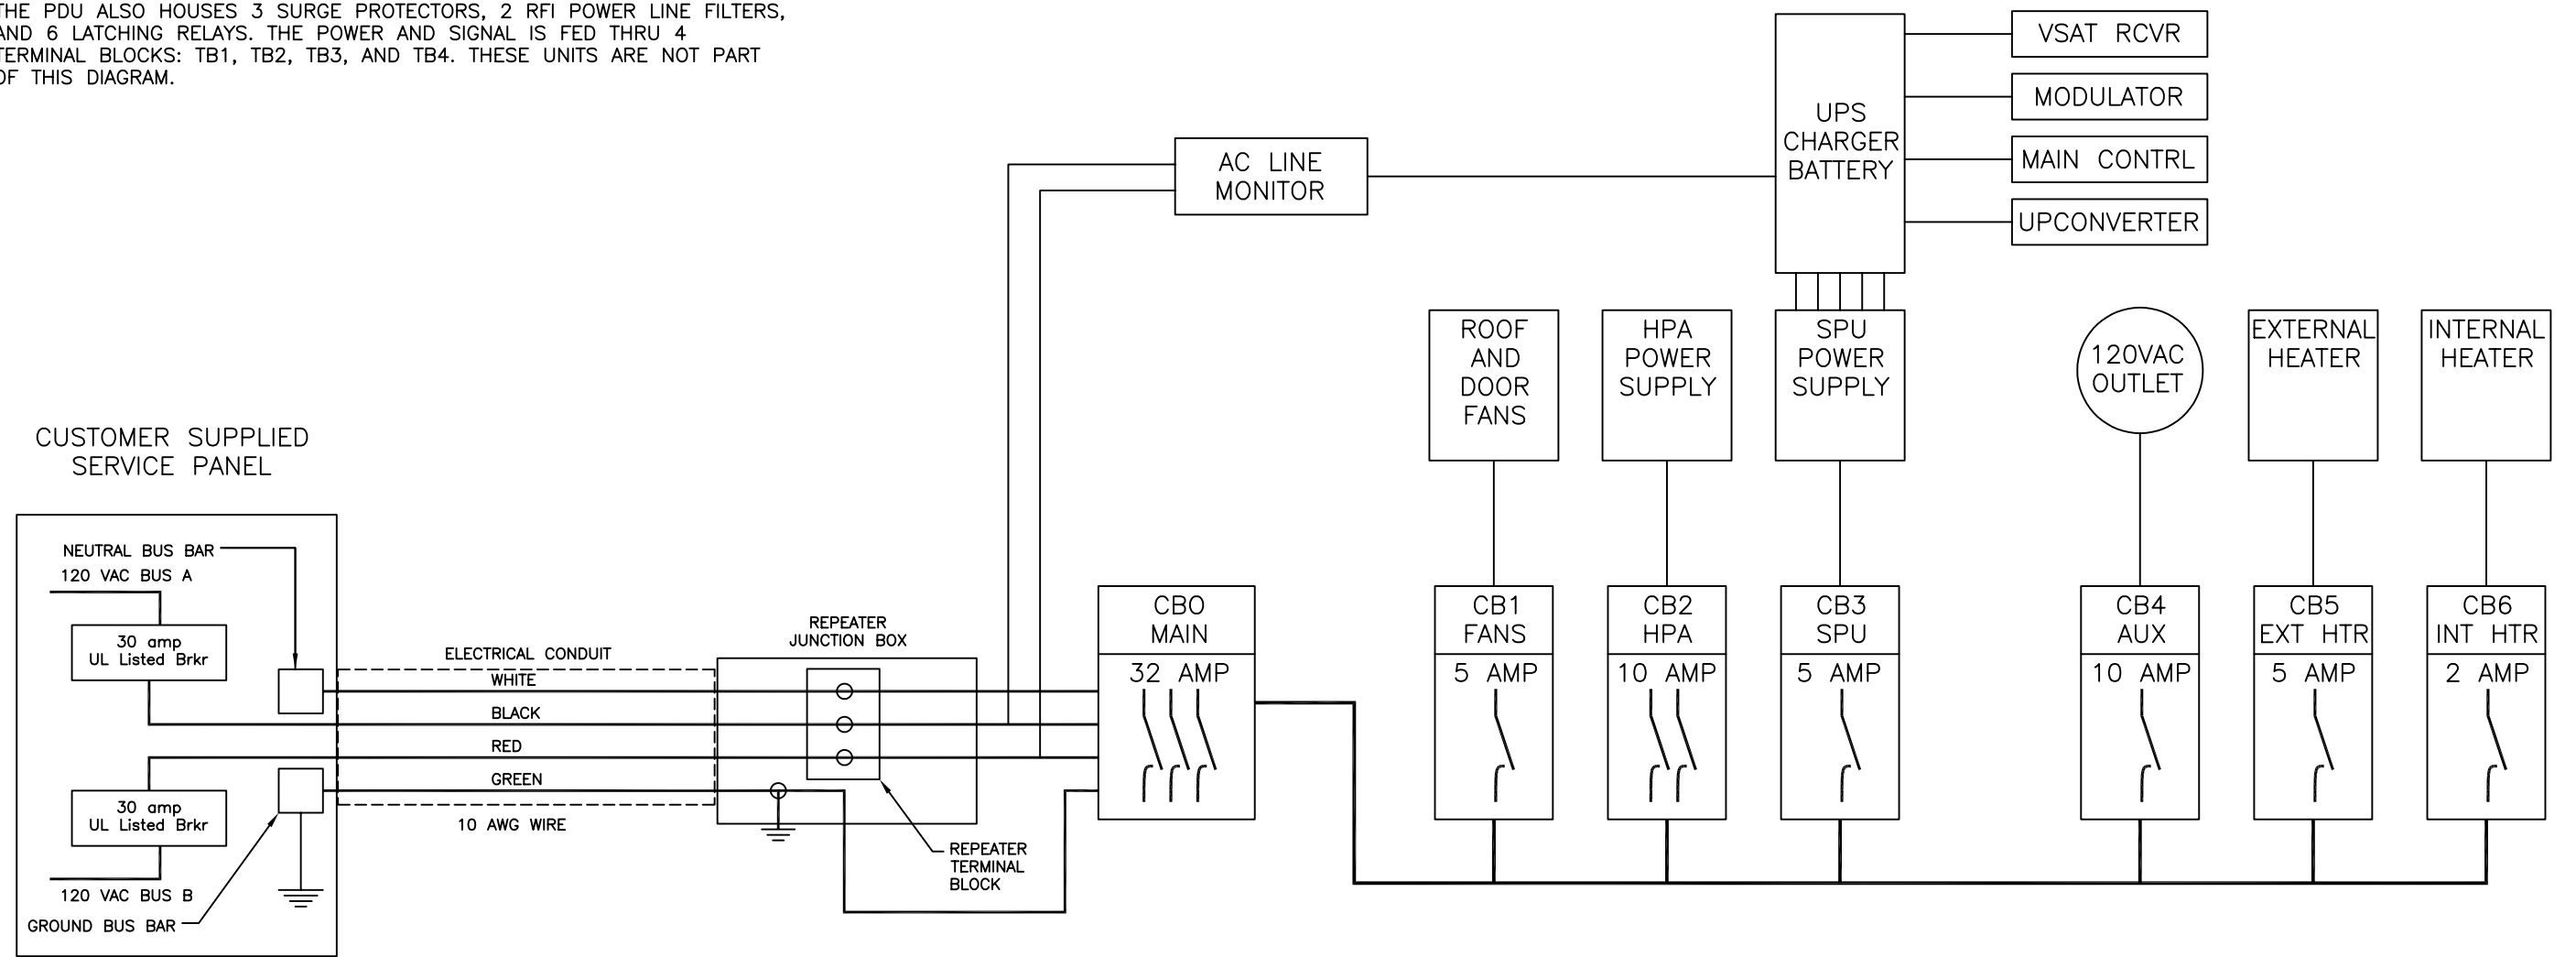 THE PDU ALSO HOUSES 3 SURGE PROTECTORS, 2 RFI POWER LINE FILTERS,
AND 6 LATCHING RELAYS. THE POWER AND SIGNAL IS FED THRU 4
TERMINAL BLOCKS: TB1, TB2, TB3, AND TB4. THESE UNITS ARE NOT PART
OF THIS DIAGRAM.
UPS
CHARGER
BATTERY
VSAT RCVR
MODULATOR
MAIN CONTRL
UPCONVERTER
AC LINE
MONITOR
ROOF
AND
DOOR
FANS
HPA
POWER
SUPPLY
SPU
POWER
SUPPLY
120VAC
OUTLET
EXTERNAL
HEATER
INTERNAL
HEATER
CUSTOMER SUPPLIED
SERVICE PANEL
NEUTRAL BUS BAR
120 VAC BUS A
30 amp
UL Listed Brkr
30 amp
UL Listed Brkr
120 VAC BUS B
GROUND BUS BAR
ELECTRICAL CONDUIT
WHITE
BLACK
RED
GREEN
10 AWG WIRE
REPEATER
JUNCTION BOX
REPEATER
TERMINAL
BLOCK
CB0
MAIN
32 AMP
CB1
FANS
5 AMP
CB2
HPA
10 AMP
CB3
SPU
5 AMP
CB4
AUX
10 AMP
CB5
EXT HTR
5 AMP
CB6
INT HTR
2 AMP